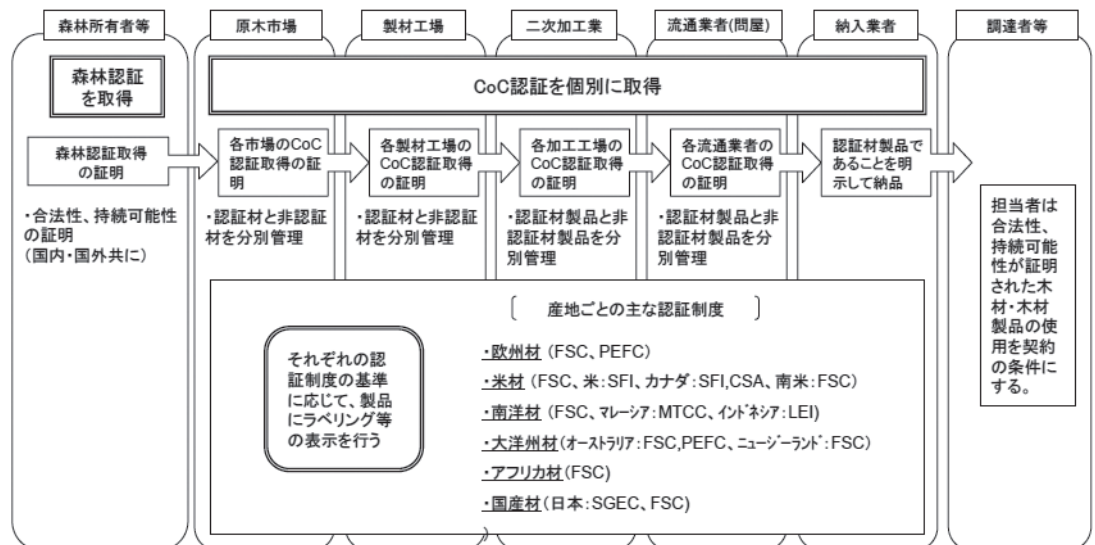 森林所有者等
原木市場
製材工場
二次加工業
流通業者(問屋)
納入業者
調達者等
森林認証
を取得
CoC認証を個別に取得
森林認証取得
の証明
各市場のCoC
認証取得の証
明
各製材工場の
CoC認証取得
の証明
各加工工場の
CoC認証取得
の証明
各流通業者の
CoC認証取得
の証明
認証材製品で
あることを明
示して納品
・合法性、持続可能性
の証明
(国内・国外共に)
・認証材と非認証
材を分別管理
・認証材と非認証
材を分別管理
・認証材製品と非
認証材製品を分
別管理
・認証材製品と非
認証材製品を分
別管理
担当者は
合法性、
持続可能
性が証明
された木
材・木材
製品の使
用を契約
の条件に
する。
それぞれの認
証制度の基準
に応じて、製品
にラベリング等
の表示を行う
〔 産地ごとの主な認証制度 〕
・欧州材 (FSC、PEFC)
・米材 (FSC、米:SFI、カナダ:SFI,CSA、南米:FSC)
・南洋材 (FSC、マレーシア:MTCC、インドネシア:LEI)
・大洋州材(オーストラリア:FSC,PEFC、ニュージーランド:FSC)
・アフリカ材(FSC)
・国産材(日本:SGEC、FSC)
)